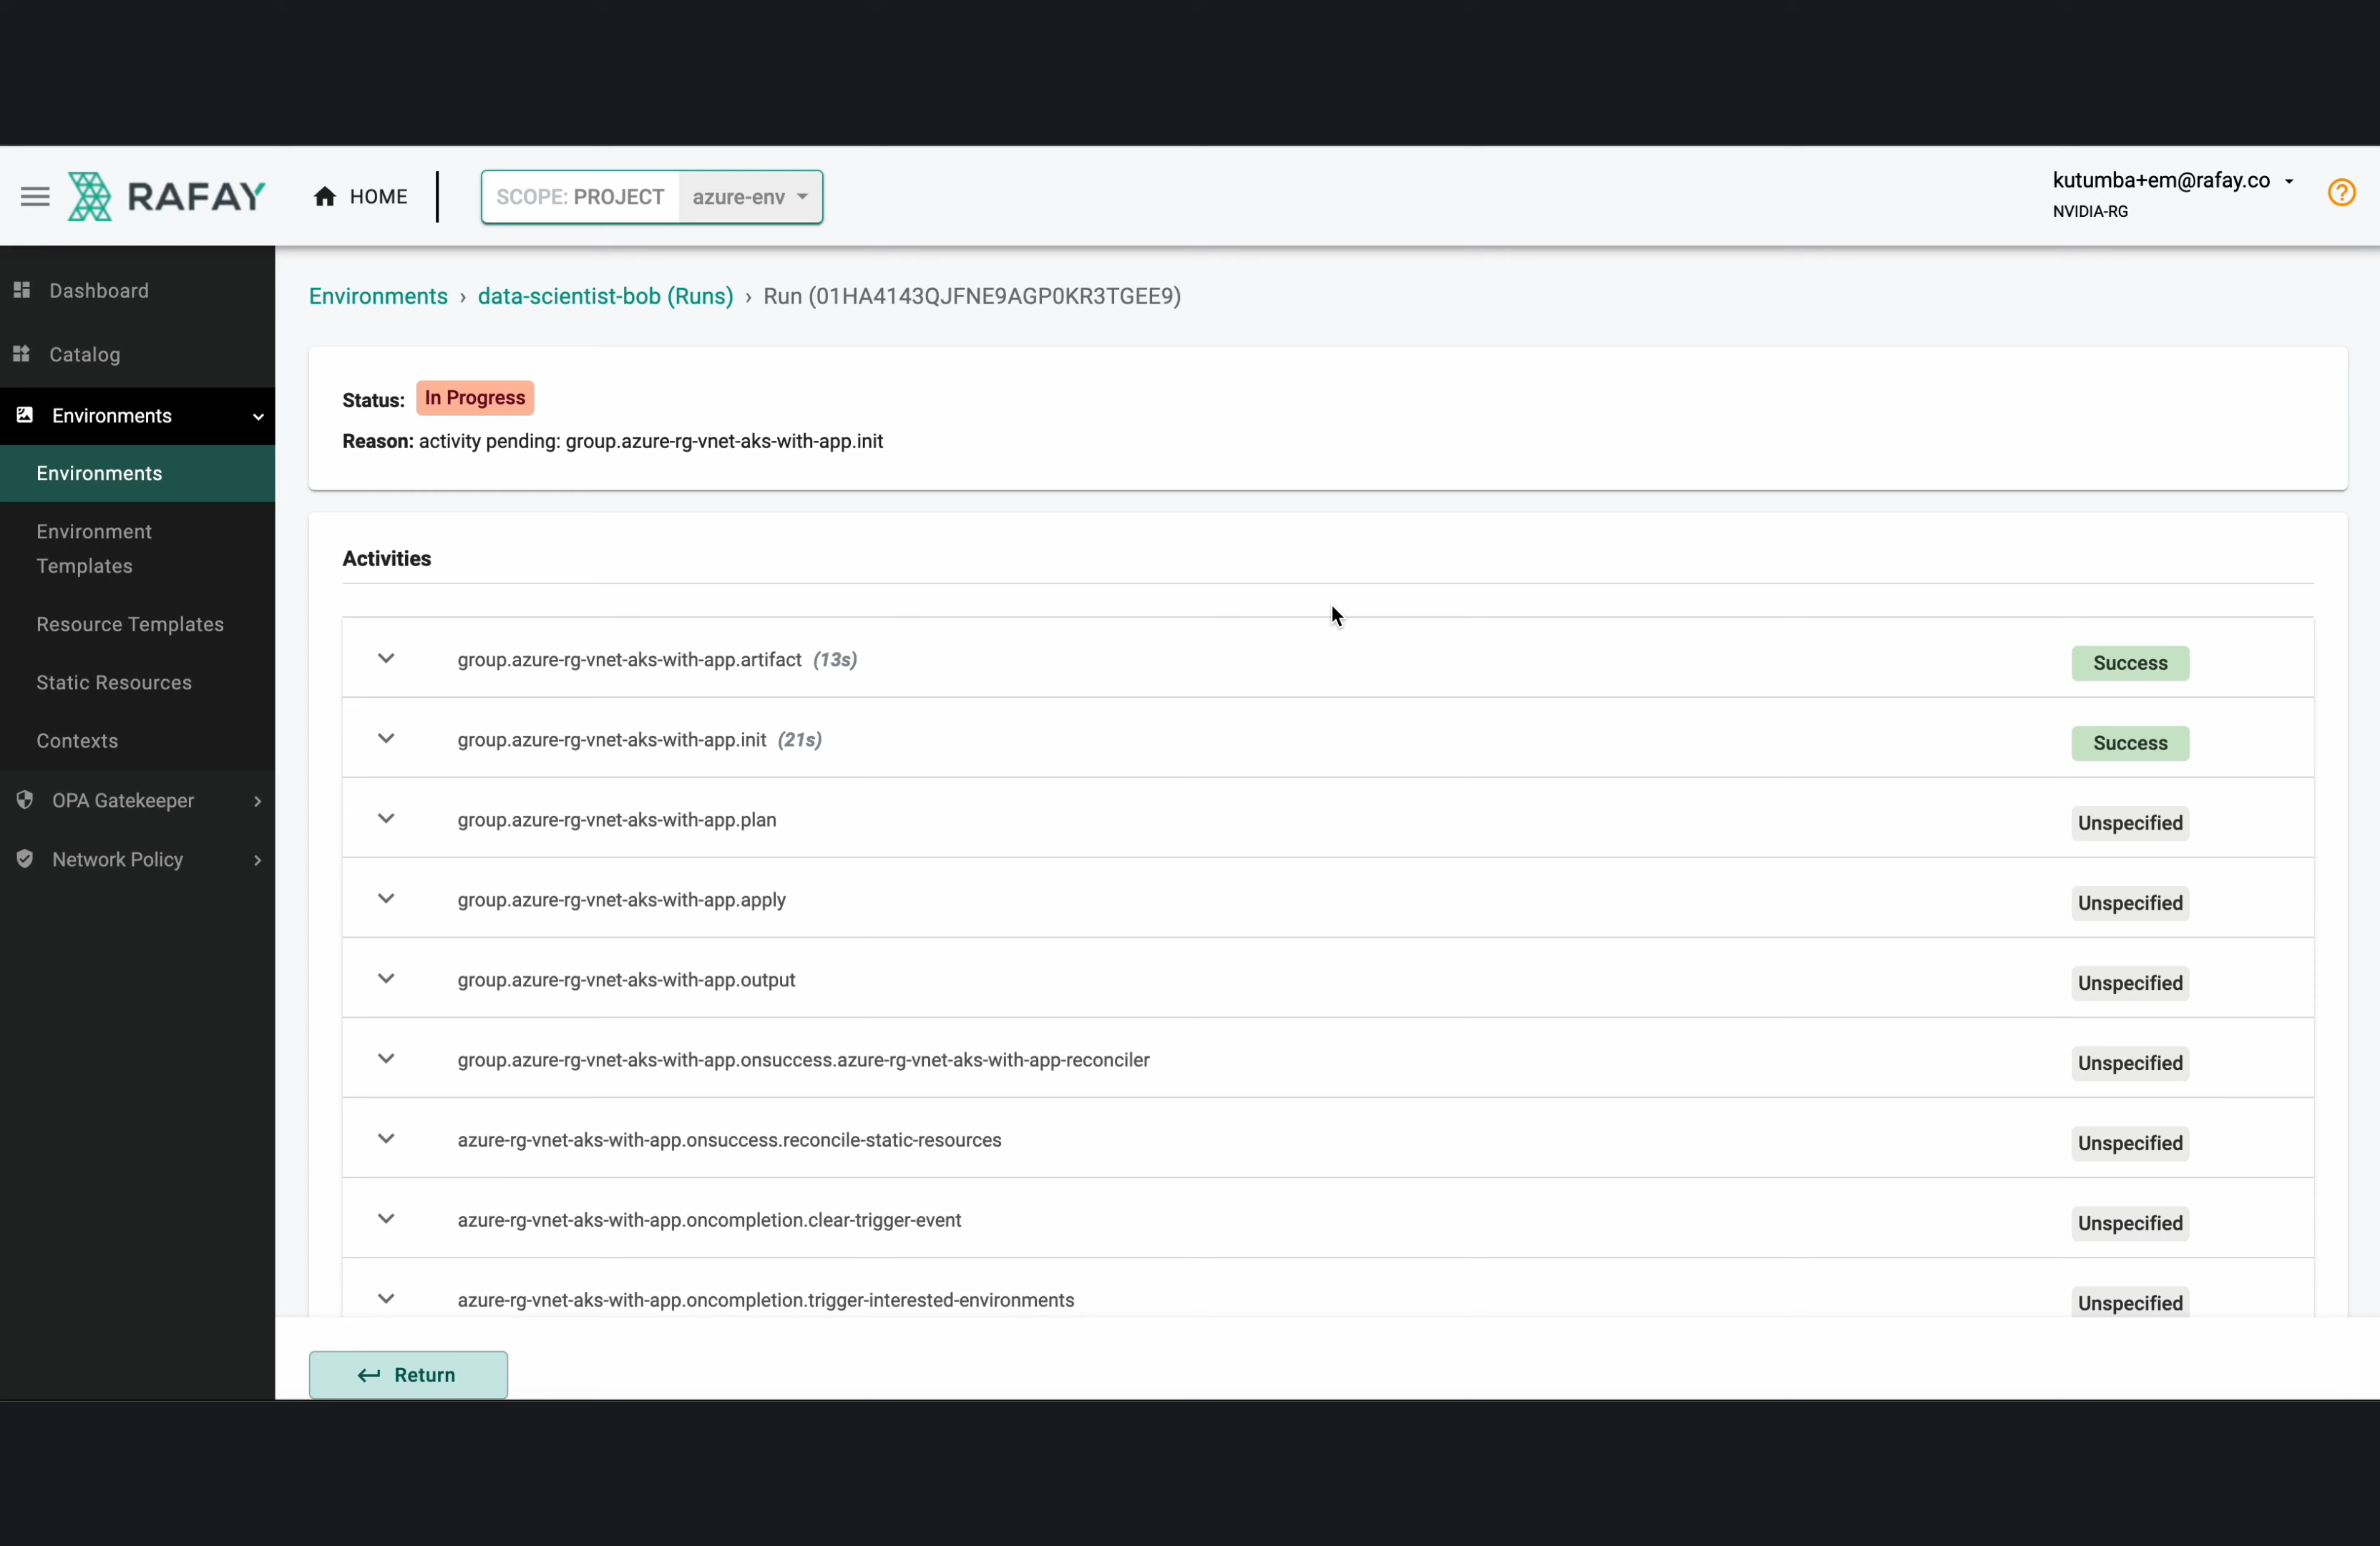 RAFAY
HOME
SCOPE: PROJECT azure-env
kutumba+em@rafay.co
NVIDIA-RG
Dashboard
Catalog
Environments
Environments
Environment
Templates
Resource Templates
Static Resources
Contexts
OPA Gatekeeper
Network Policy
Environments › data-scientist-bob (Runs) › Run (01HA4143QJFNE9AGP0KR3TGEE9)
Status: In Progress
Reason: activity pending: group.azure-rg-vnet-aks-with-app.init
Activities
group.azure-rg-vnet-aks-with-app.artifact (13s) Success
group.azure-rg-vnet-aks-with-app.init (21s) Success
group.azure-rg-vnet-aks-with-app.plan Unspecified
group.azure-rg-vnet-aks-with-app.apply Unspecified
group.azure-rg-vnet-aks-with-app.output Unspecified
group.azure-rg-vnet-aks-with-app.onsuccess.azure-rg-vnet-aks-with-app-reconciler Unspecified
azure-rg-vnet-aks-with-app.onsuccess.reconcile-static-resources Unspecified
azure-rg-vnet-aks-with-app.oncompletion.clear-trigger-event Unspecified
azure-rg-vnet-aks-with-app.oncompletion.trigger-interested-environments Unspecified
Return